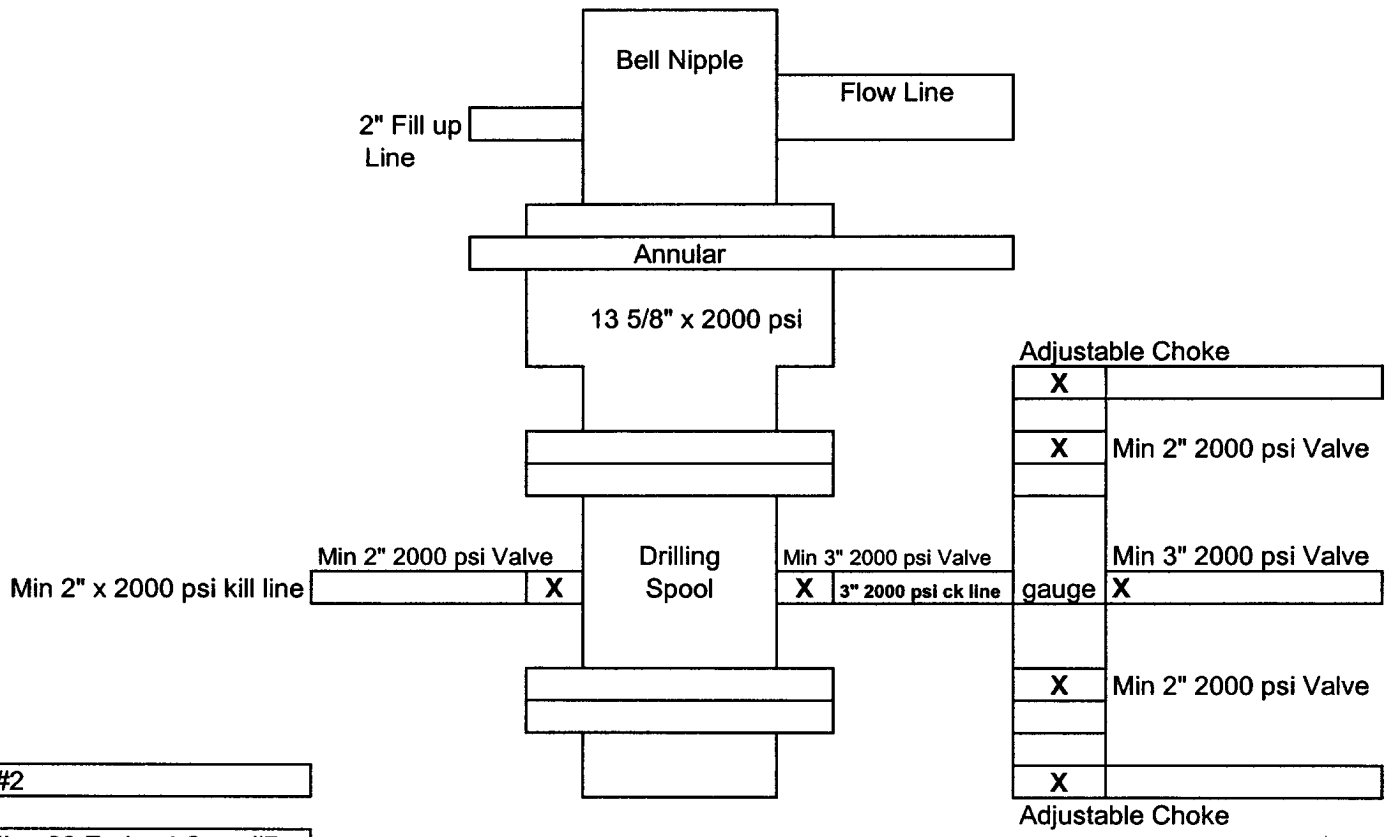 Bell Nipple
Flow Line
2" Fill up
Line
Annular
13 5/8" x 2000 psi
Adjustable Choke
X
X Min 2" 2000 psi Valve
Min 2" 2000 psi Valve
Drilling
Spool
Min 3" 2000 psi Valve
Min 3" 2000 psi Valve
Min 2" x 2000 psi kill line
X
X
3" 2000 psi ck line
gauge
X
X Min 2" 2000 psi Valve
#2
X
Adjustable Choke